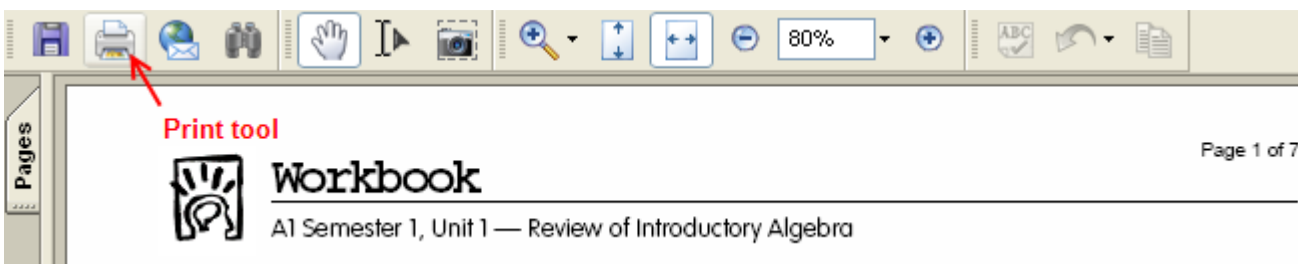 80%
ABC
Pages
Print tool
Page 1 of 7
Workbook
A1 Semester 1, Unit 1 — Review of Introductory Algebra